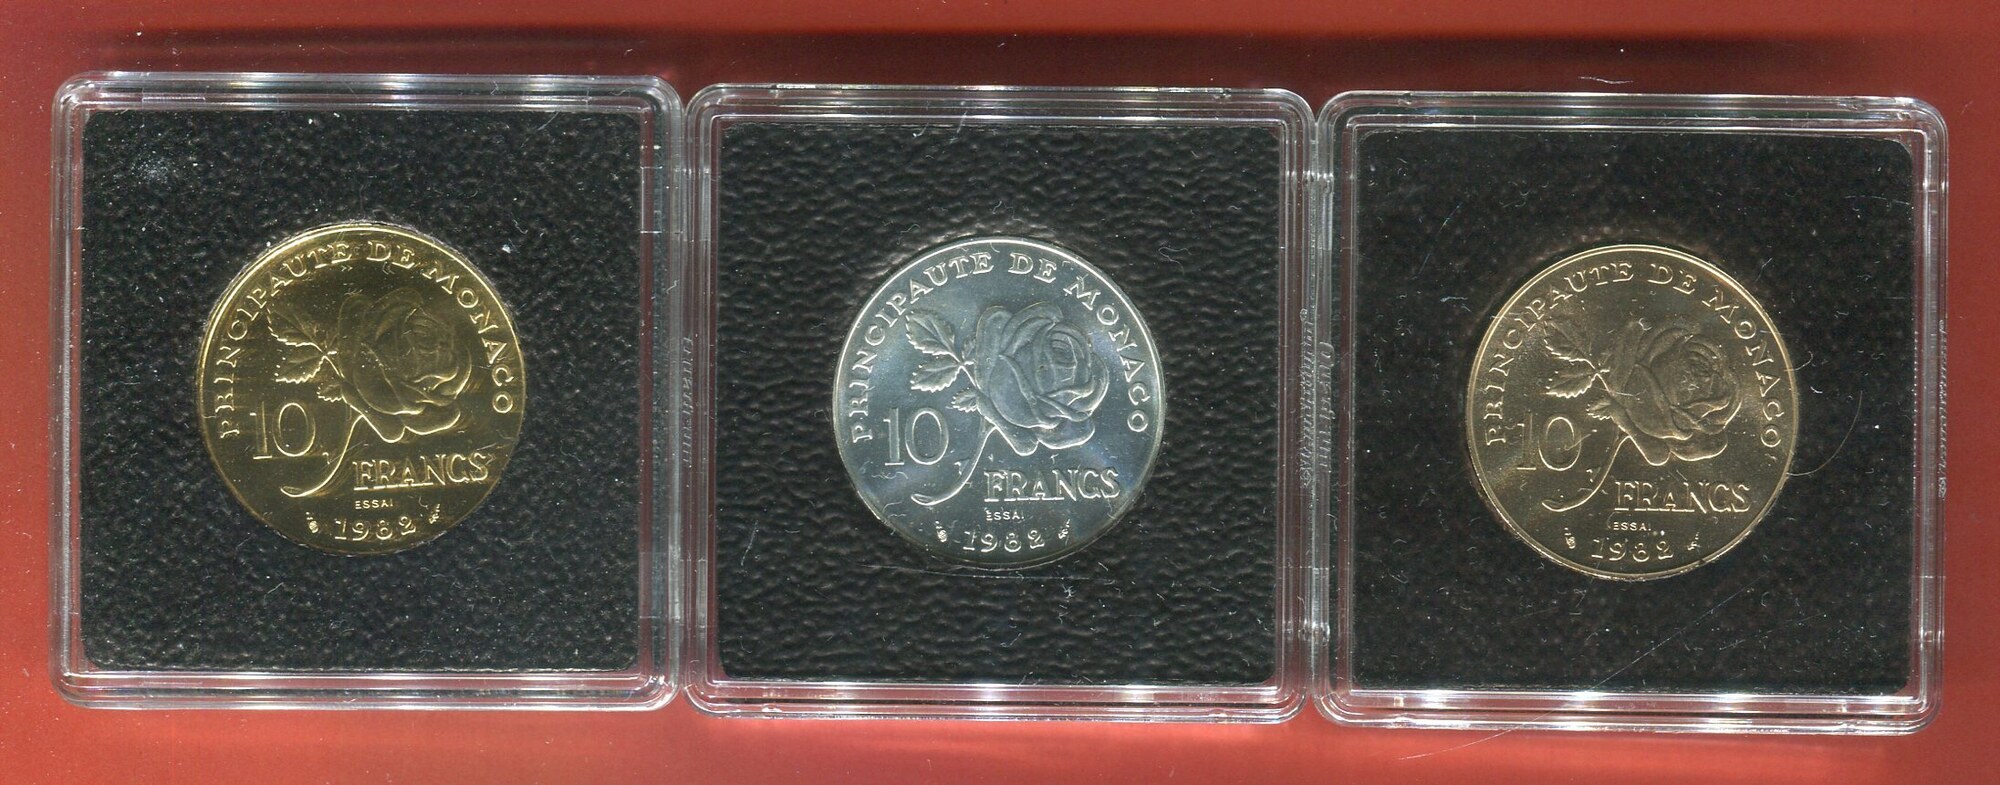 PRINCIPAUTE DE MONACO
10
FRANCS
ESSAI
1982
PRINCIPAUTE DE MONACO
10
FRANCS
ESSAI
1982
PRINCIPAUTE DE MONACO
10
FRANCS
ESSAI
1982